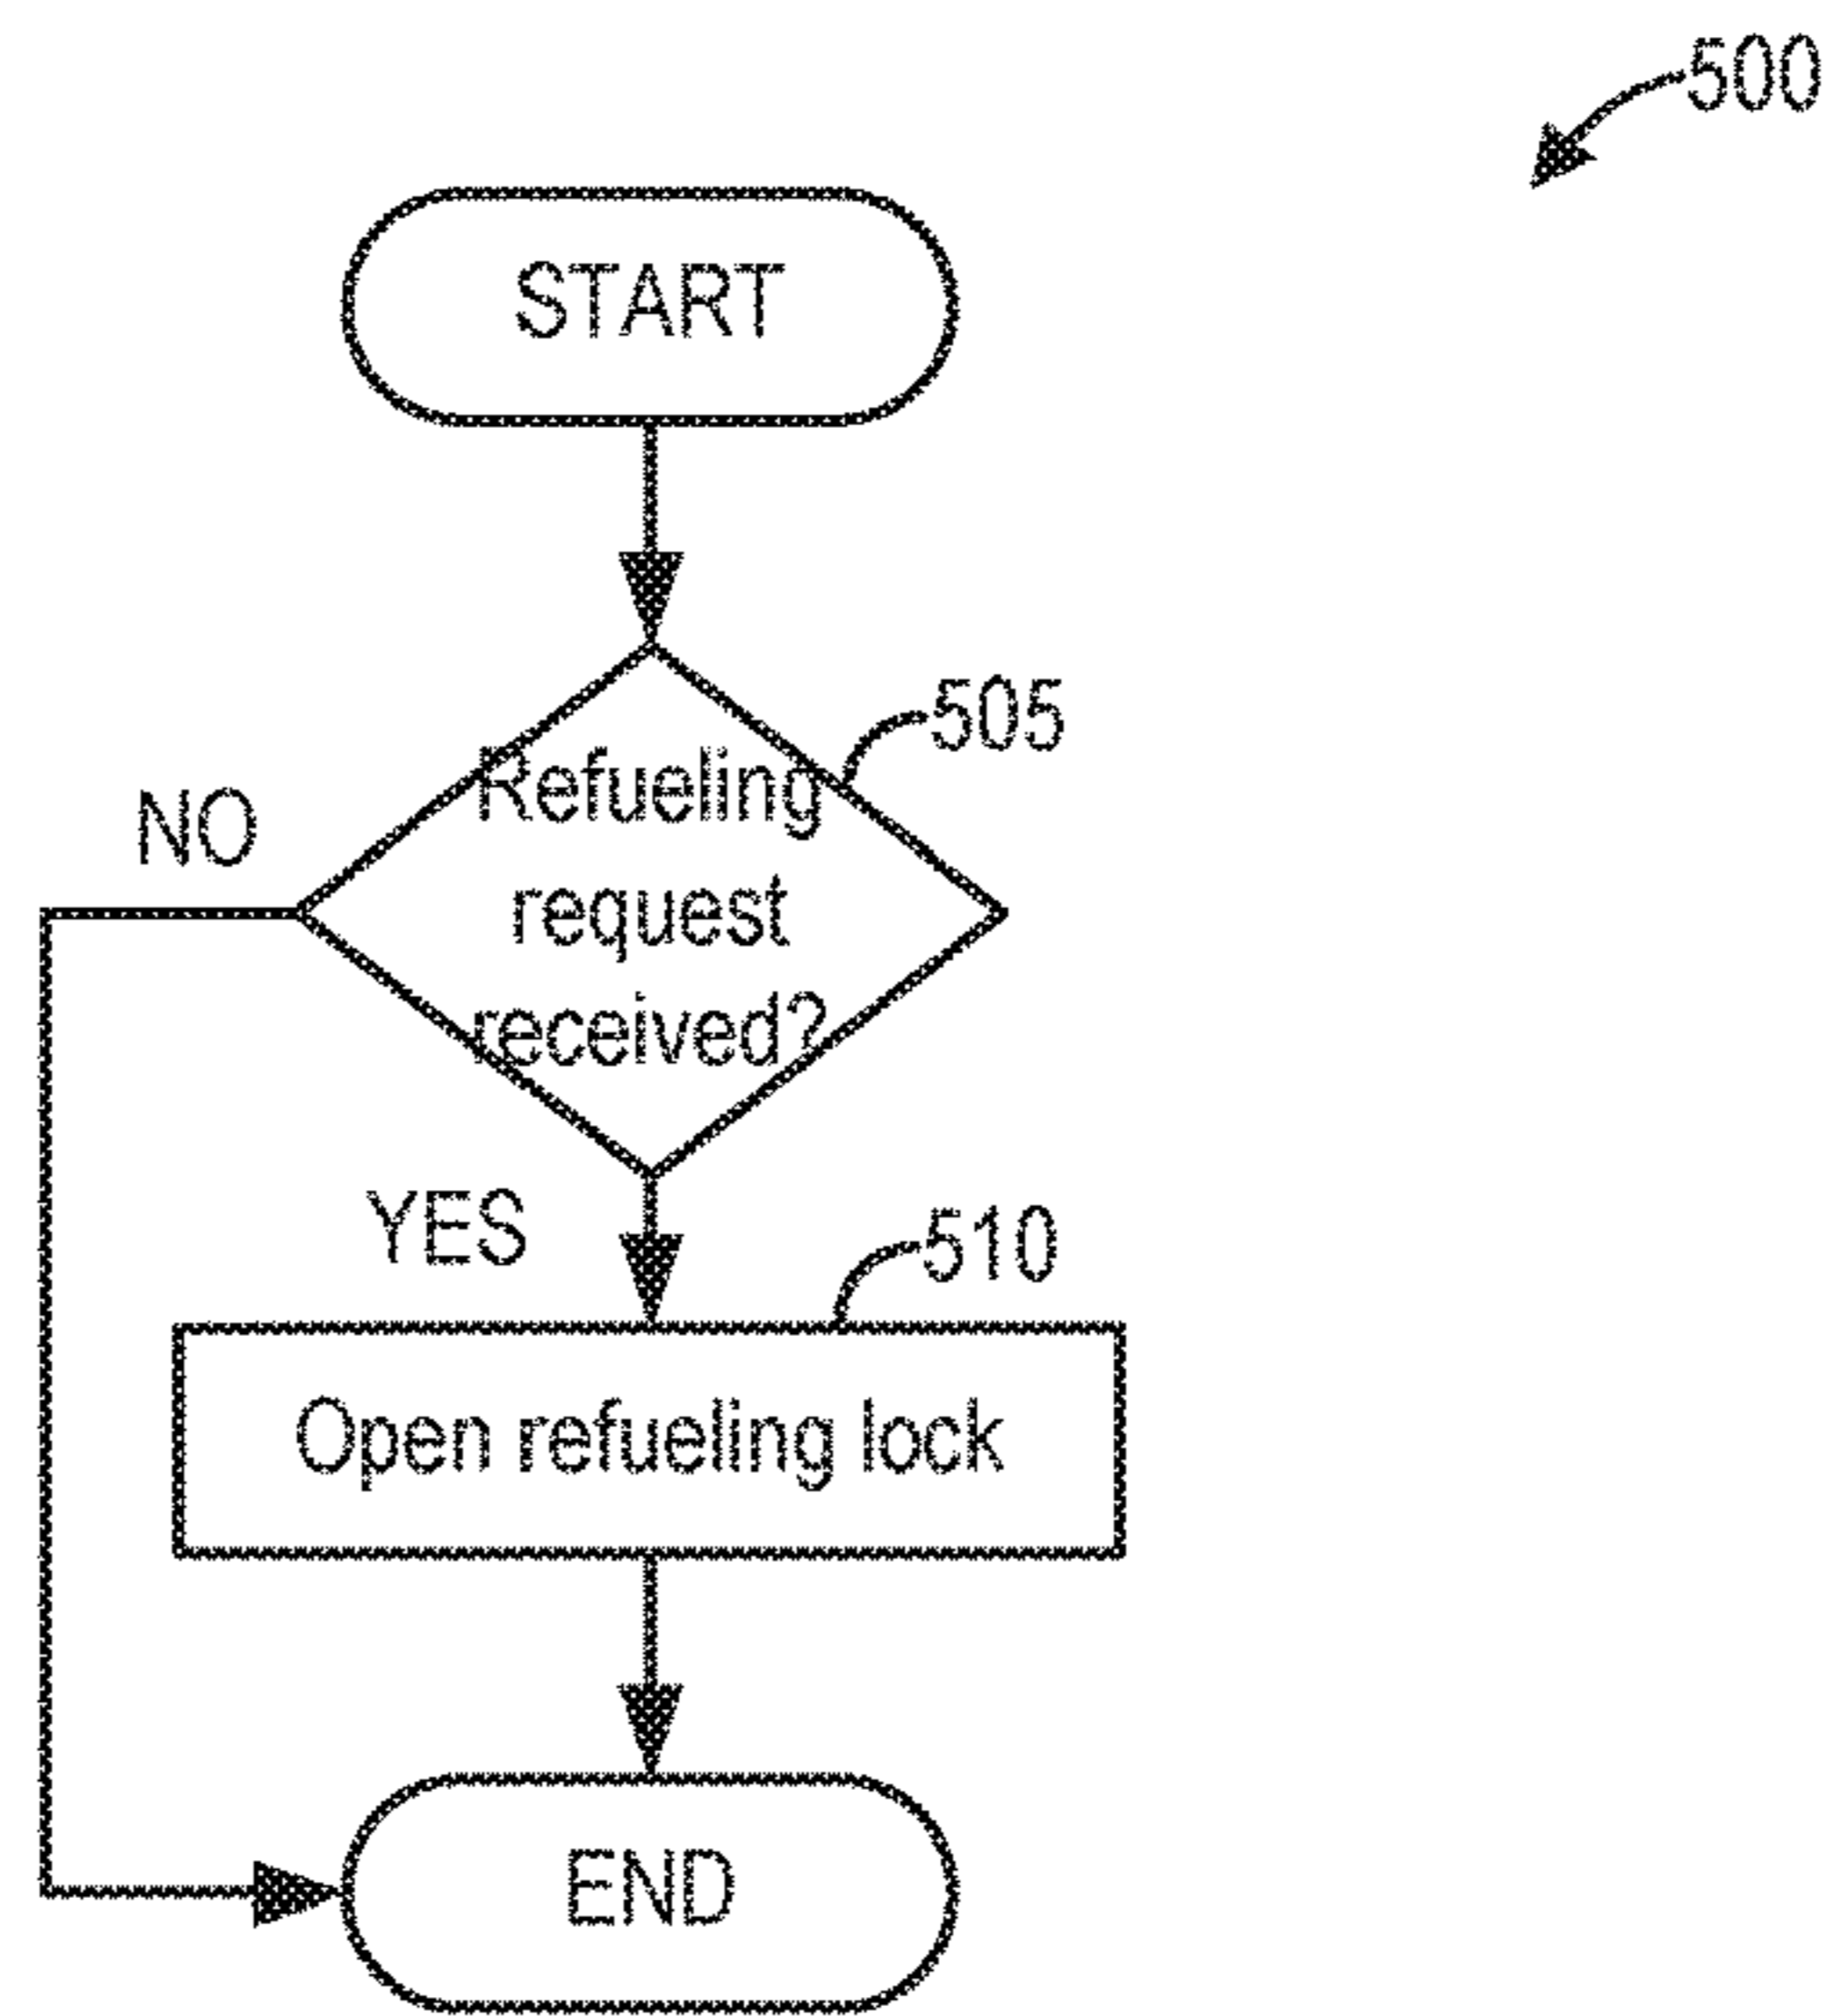 500
START
505
Refueling
request
received?
NO
YES
510
Open refueling lock
END